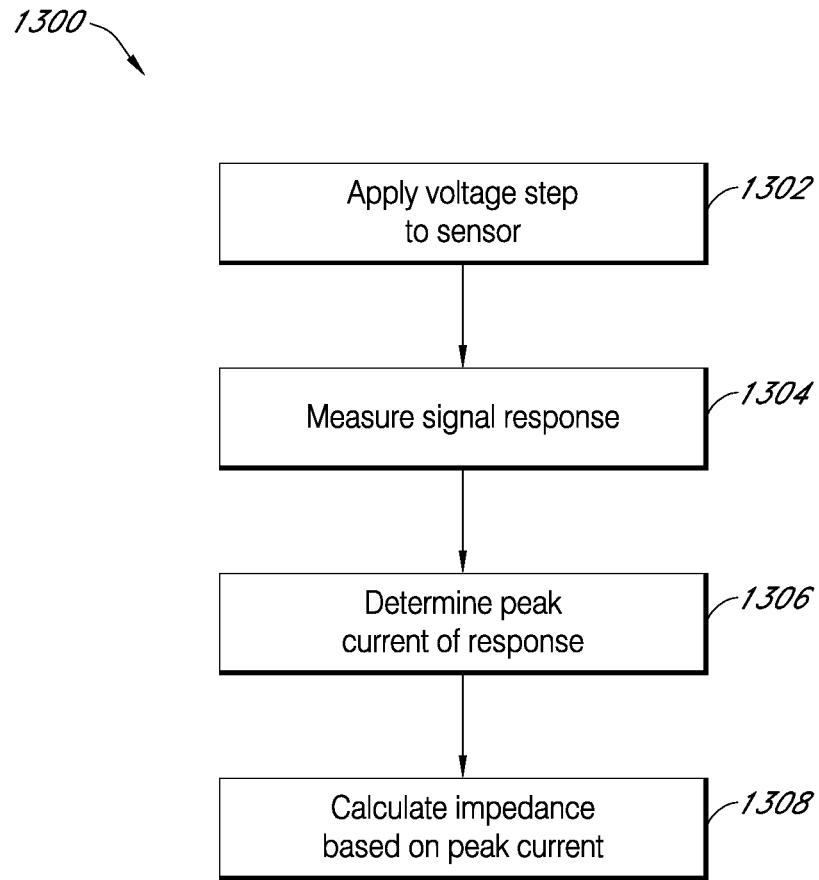 1300
Apply voltage step
to sensor
1302
Measure signal response
1304
Determine peak
current of response
1306
Calculate impedance
based on peak current
1308